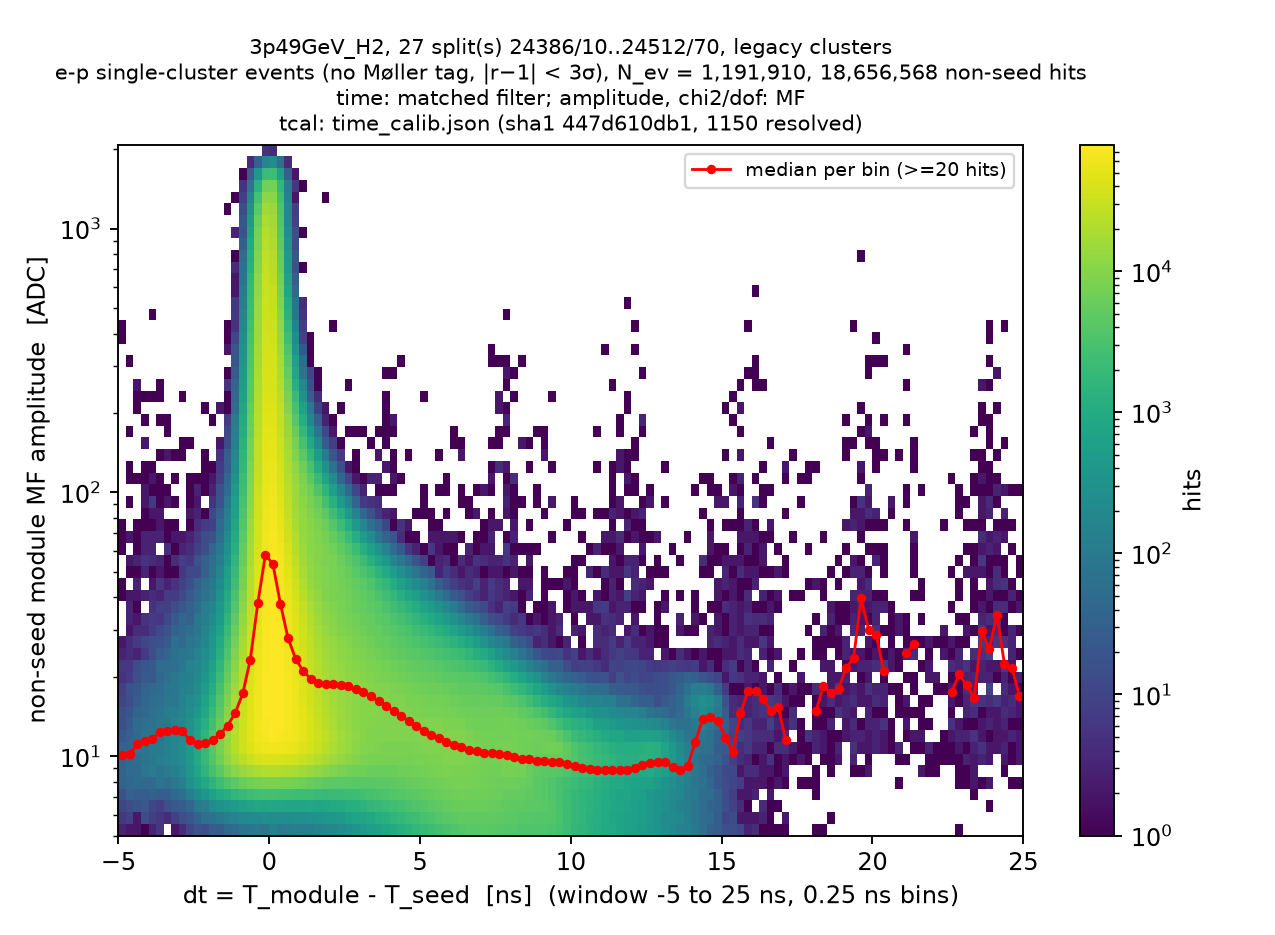 3p49GeV_H2, 27 split(s) 24386/10..24512/70, legacy clusters
e-p single-cluster events (no Møller tag, |r−1| < 3σ), N_ev = 1,191,910, 18,656,568 non-seed hits
time: matched filter; amplitude, chi2/dof: MF
tcal: time_calib.json (sha1 447d610db1, 1150 resolved)
median per bin (>=20 hits)
non-seed module MF amplitude [ADC]
10³
10²
10¹
−5 0 5 10 15 20 25
dt = T_module - T_seed [ns] (window -5 to 25 ns, 0.25 ns bins)
10⁴
10³
10²
10¹
10⁰
hits